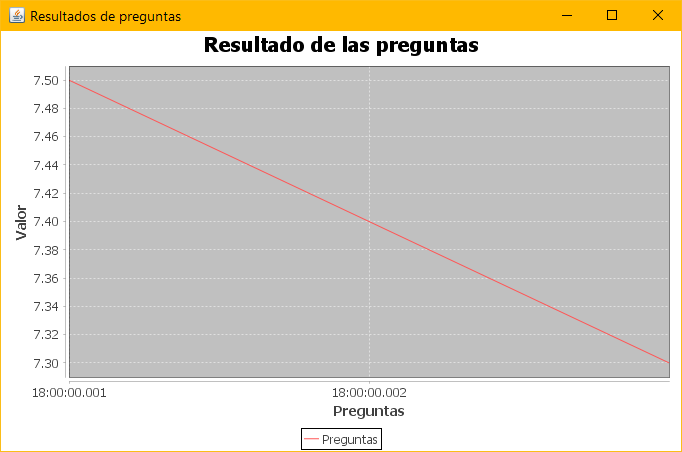 Resultados de preguntas
Resultado de las preguntas
7.50
7.48
7.46
7.44
7.42
7.40
7.38
7.36
7.34
7.32
7.30
Valor
18:00:00.001 18:00:00.002
Preguntas
Preguntas